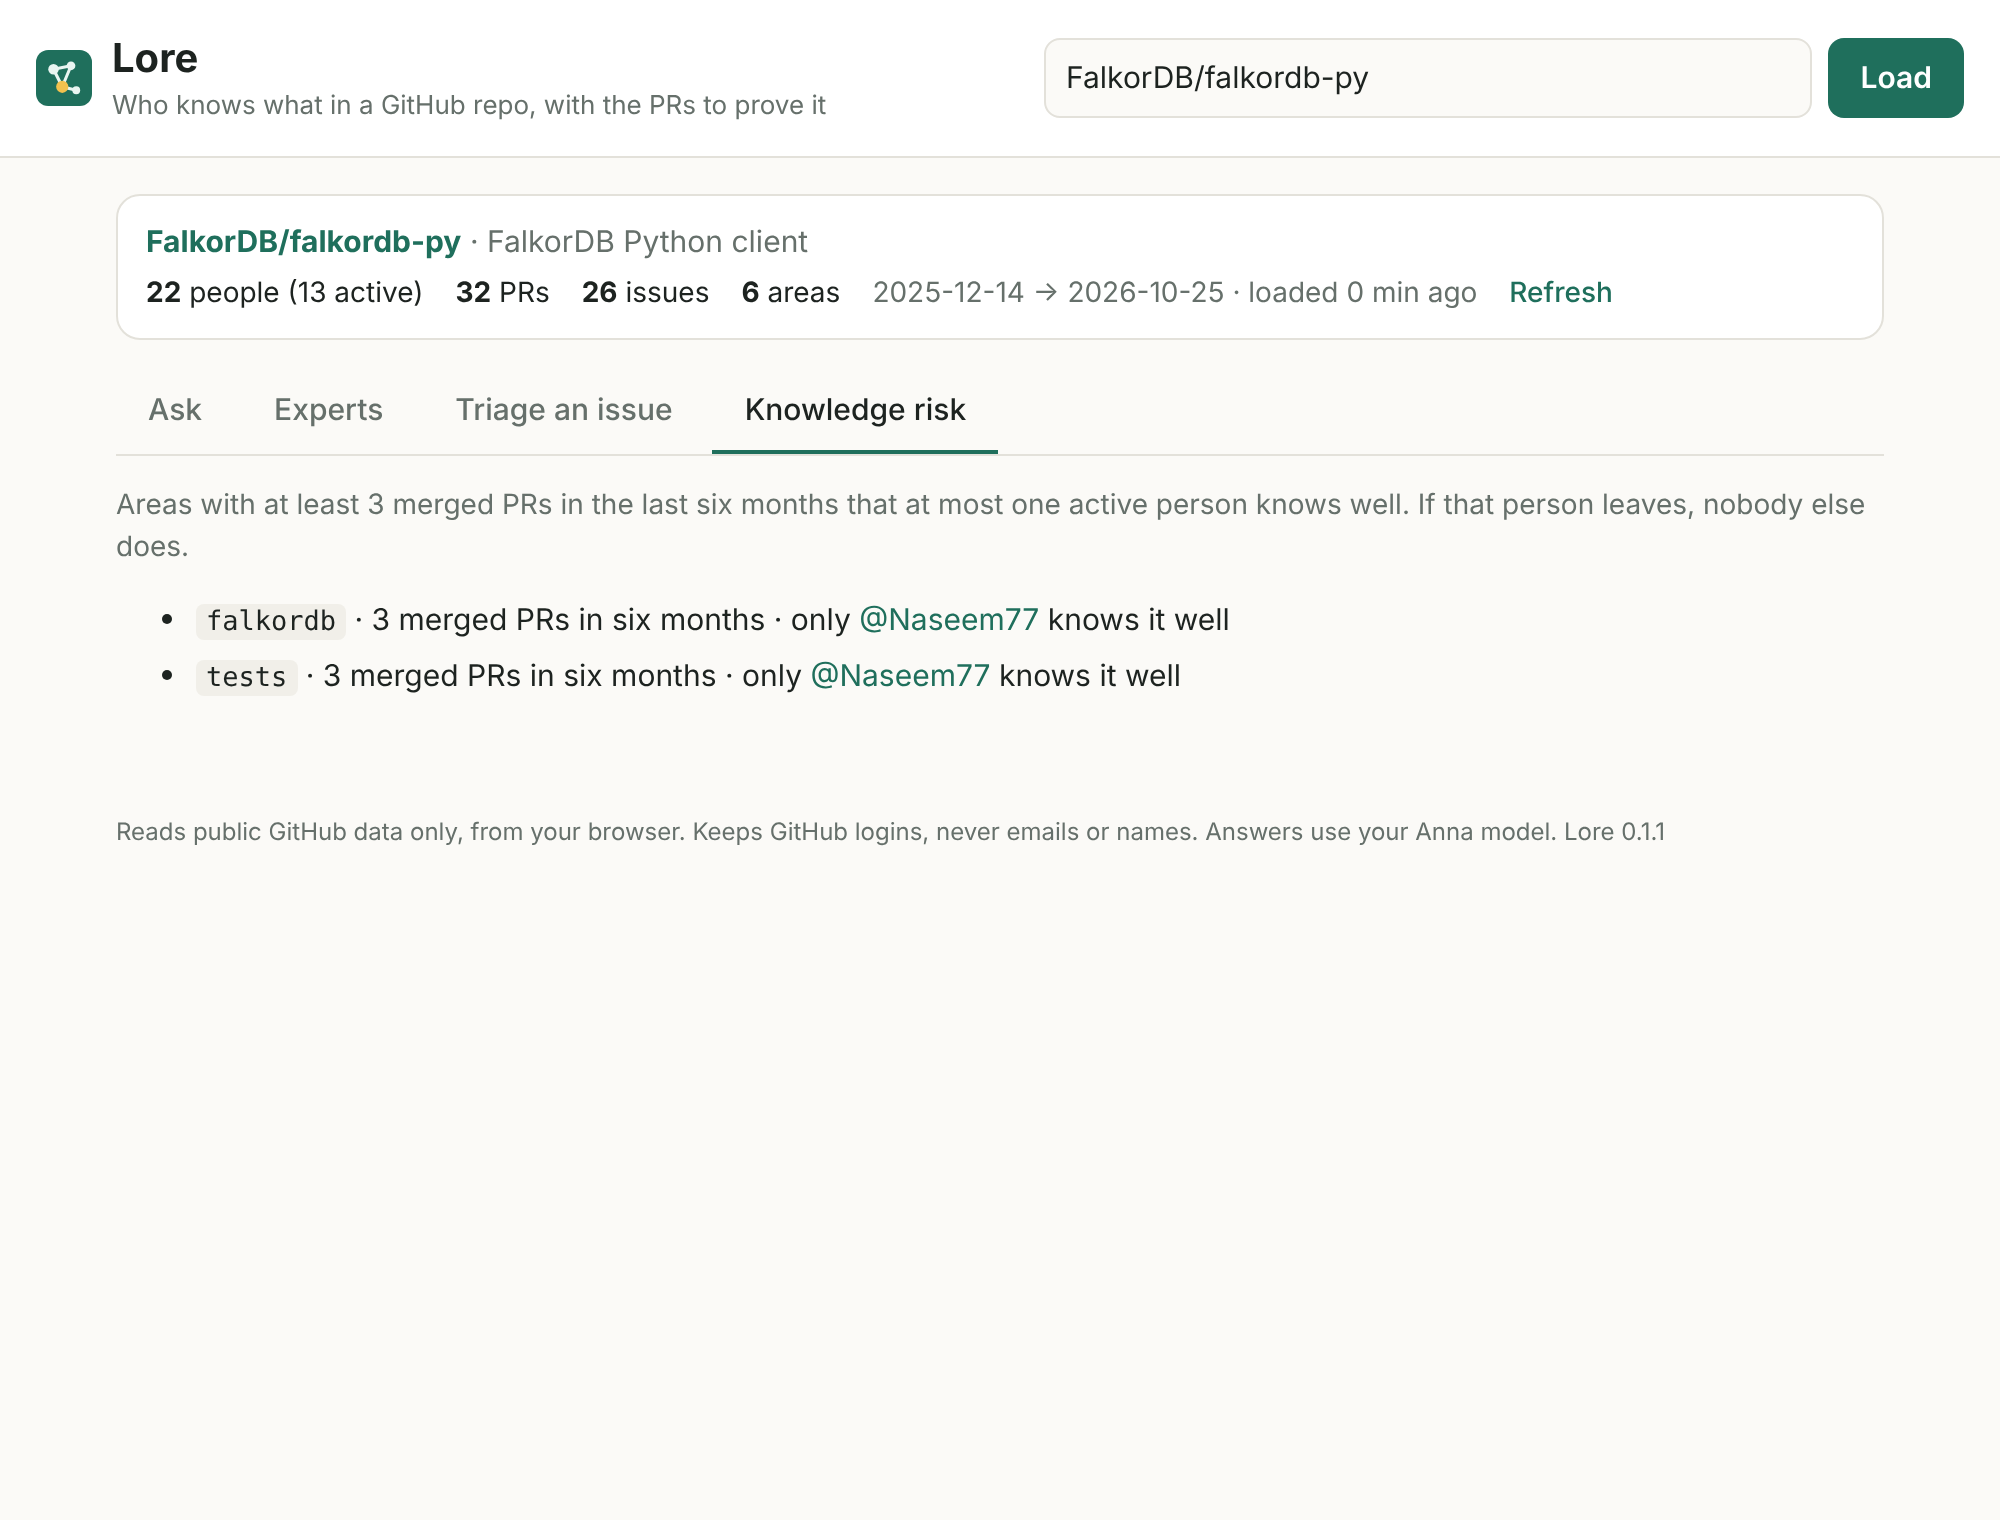 Lore
Who knows what in a GitHub repo, with the PRs to prove it
FalkorDB/falkordb-py
Load
FalkorDB/falkordb-py · FalkorDB Python client
22 people (13 active) 32 PRs 26 issues 6 areas 2025-12-14 → 2026-10-25 · loaded 0 min ago Refresh
Ask Experts Triage an issue Knowledge risk
Areas with at least 3 merged PRs in the last six months that at most one active person knows well. If that person leaves, nobody else
does.
• falkordb · 3 merged PRs in six months · only @Naseem77 knows it well
• tests · 3 merged PRs in six months · only @Naseem77 knows it well
Reads public GitHub data only, from your browser. Keeps GitHub logins, never emails or names. Answers use your Anna model. Lore 0.1.1